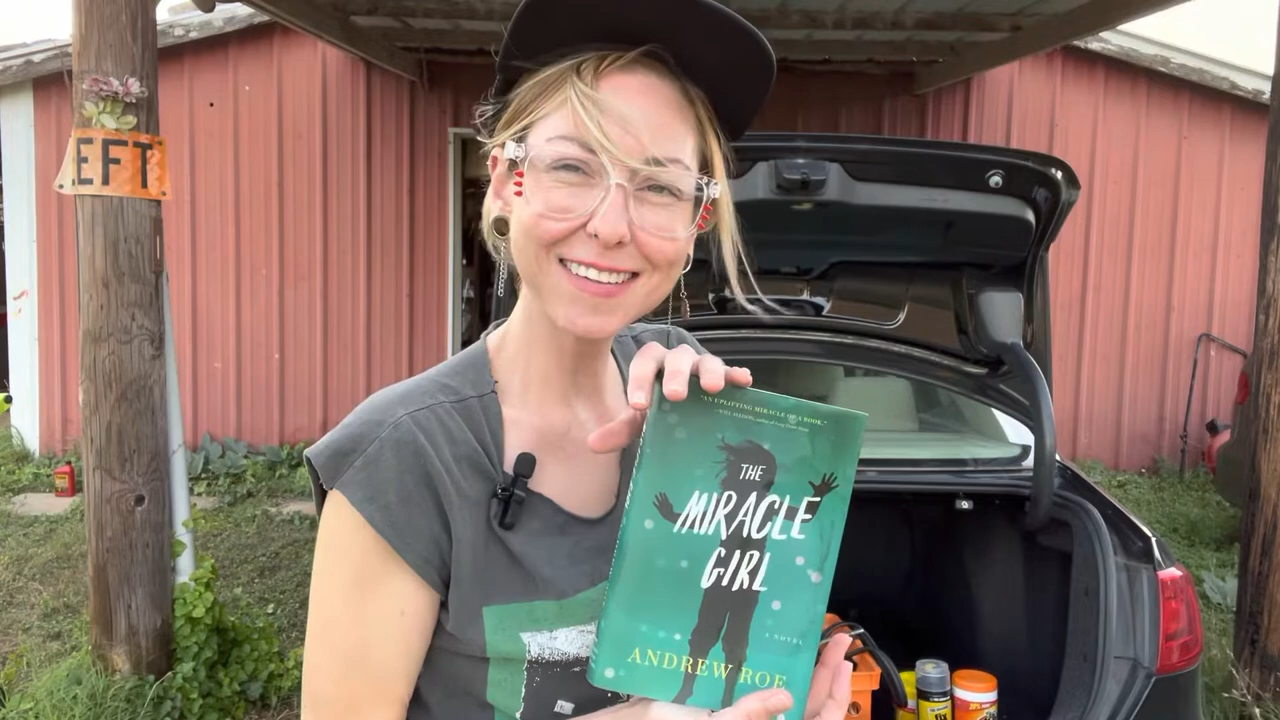 EFT
"AN UPLIFTING MIRACLE OF A BOOK."
THE
MIRACLE
GIRL
A NOVEL
ANDREW ROE